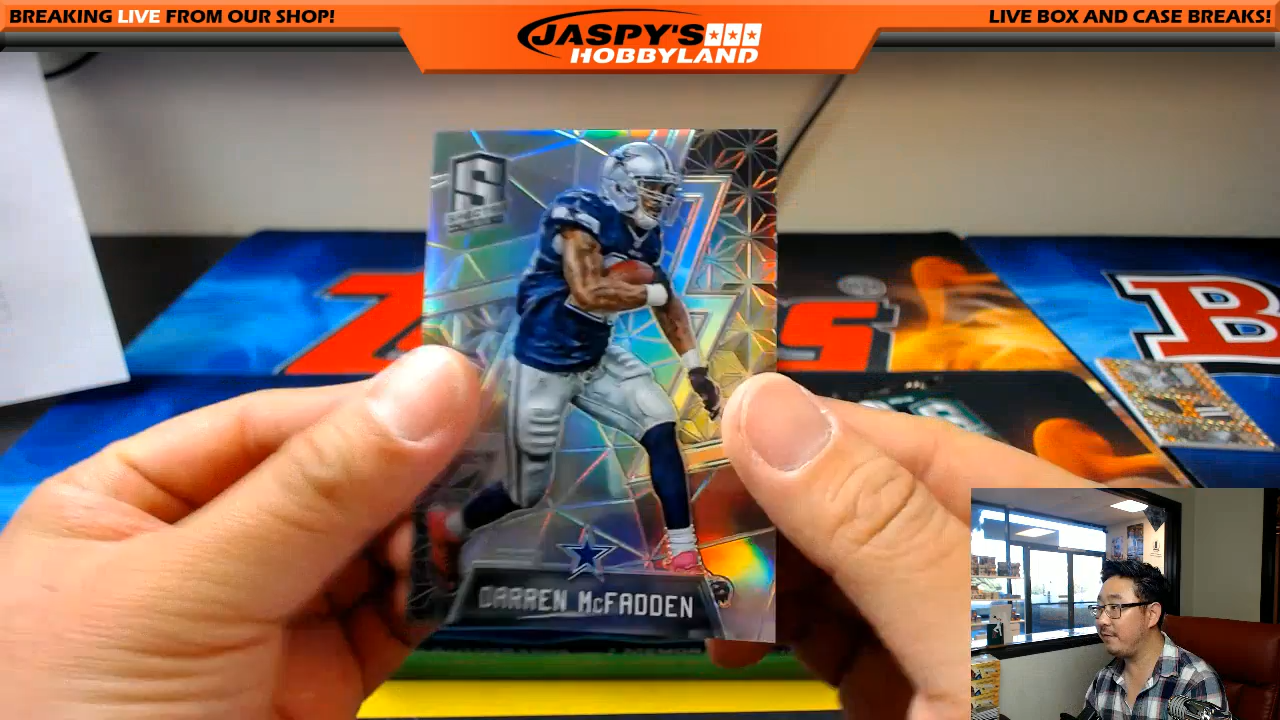 BREAKING LIVE FROM OUR SHOP!
JASPY'S
HOBBYLAND
LIVE BOX AND CASE BREAKS!
S
DARREN McFADDEN
B